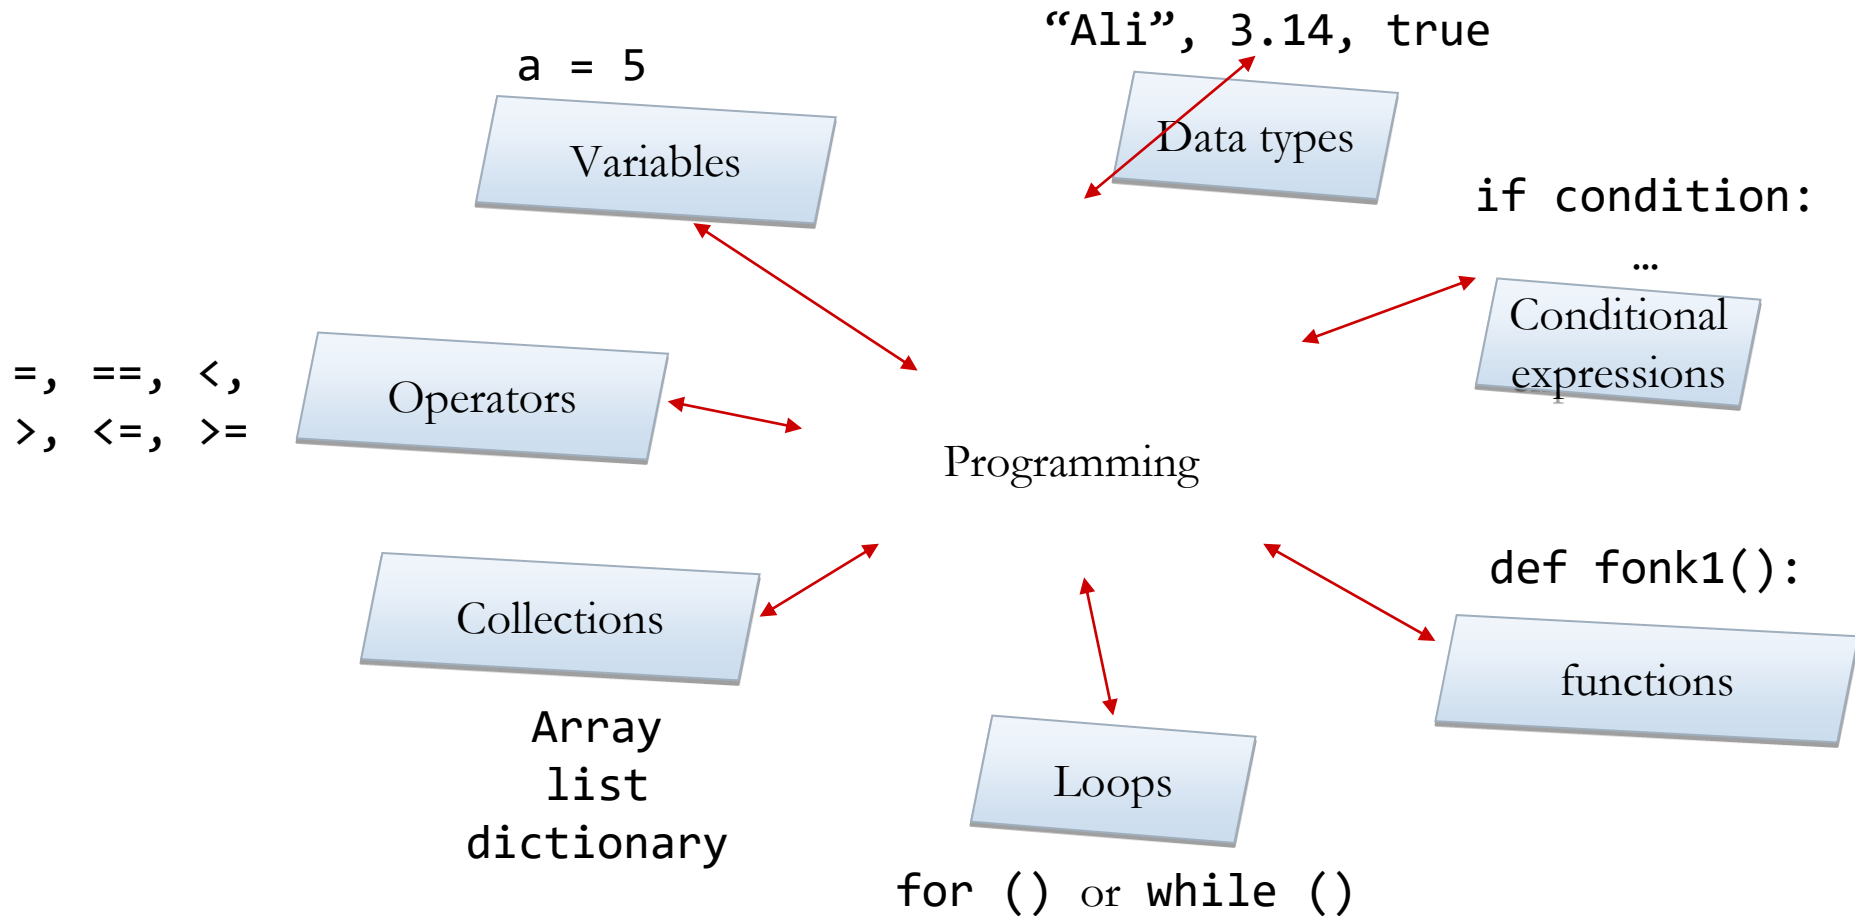 “Ali”, 3.14, true
a = 5
Data types
Variables
if condition:
…
Conditional
expressions
=, ==, <,
>, <=, >=
Operators
Programming
def fonk1():
Collections
functions
Array
list
dictionary
Loops
for () or while ()